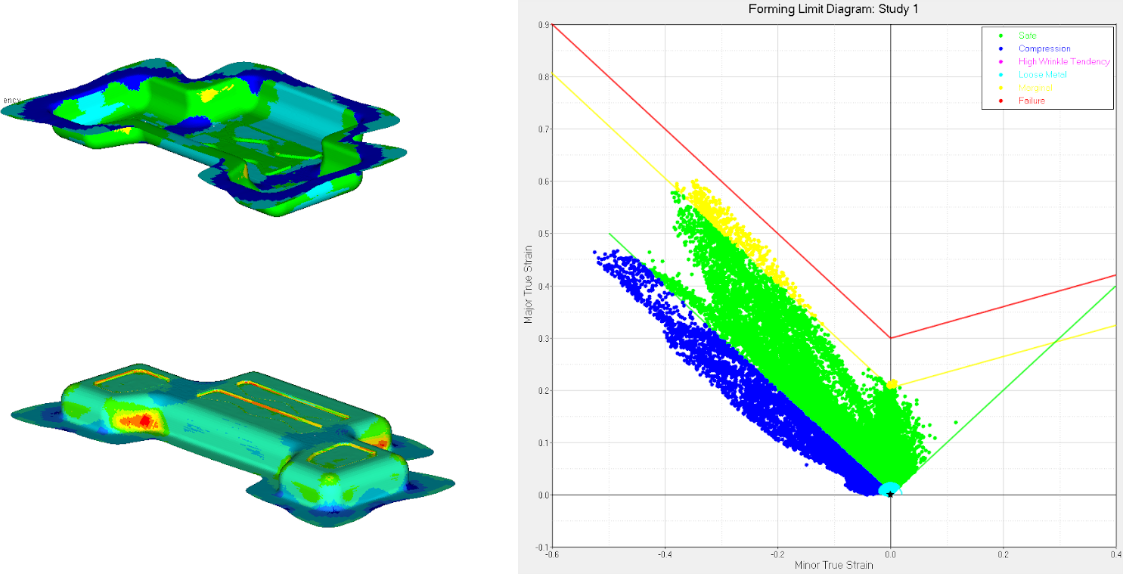 ency
Forming Limit Diagram: Study 1
Safe
Compression
High Wrinkle Tendency
Loose Metal
Marginal
Failure
Major True Strain
0.9
0.8
0.7
0.6
0.5
0.4
0.3
0.2
0.1
0.0
-0.1
-0.6
-0.4
-0.2
0.0
0.2
0.4
Minor True Strain